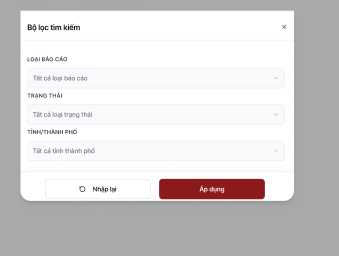 Bộ lọc tìm kiếm
LOẠI BÁO CÁO
Tất cả loại báo cáo
TRẠNG THÁI
Tất cả loại trạng thái
TỈNH/THÀNH PHỐ
Tất cả tỉnh thành phố
Nhập lại
Áp dụng